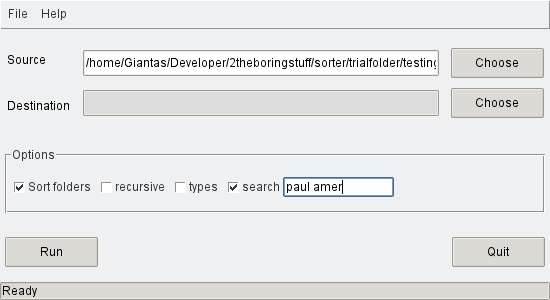 File Help
Source /home/Giantas/Developer/2theboringstuff/sorter/trialfolder/testing Choose
Destination Choose
Options
Sort folders recursive types search paul amer
Run Quit
Ready